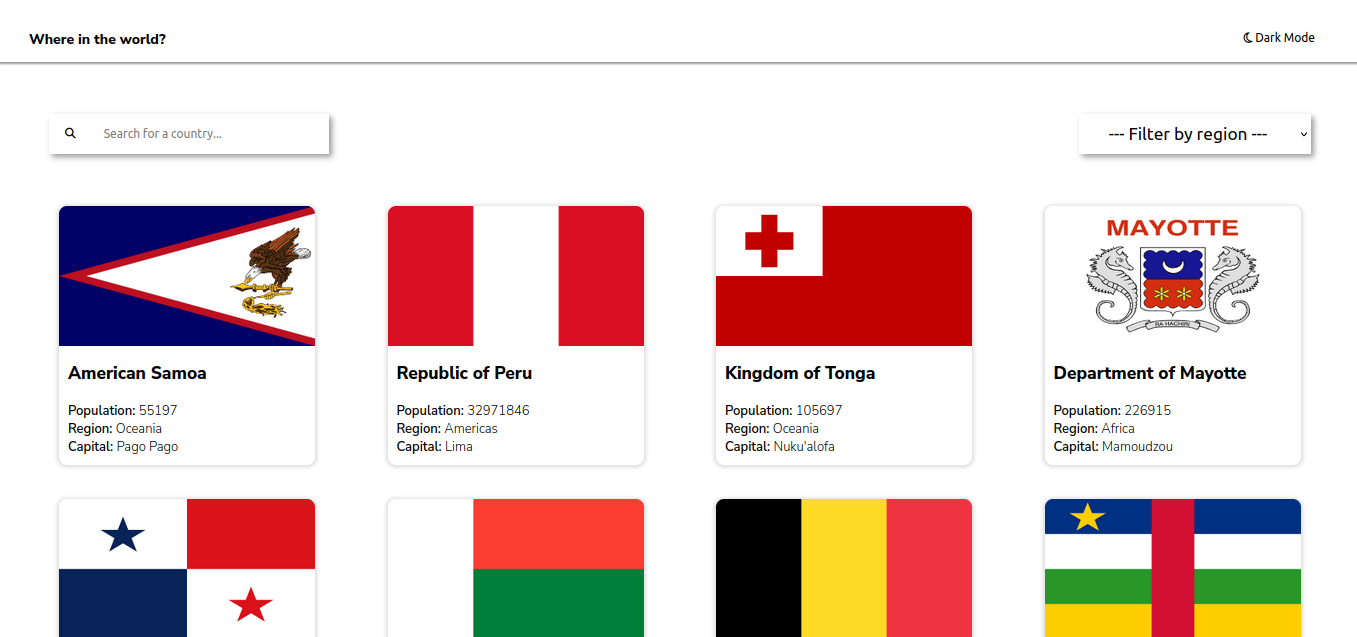 Where in the world?
Dark Mode
Search for a country...
--- Filter by region ---
MAYOTTE
RA HACHIRI
American Samoa
Population: 55197
Region: Oceania
Capital: Pago Pago
Republic of Peru
Population: 32971846
Region: Americas
Capital: Lima
Kingdom of Tonga
Population: 105697
Region: Oceania
Capital: Nuku'alofa
Department of Mayotte
Population: 226915
Region: Africa
Capital: Mamoudzou